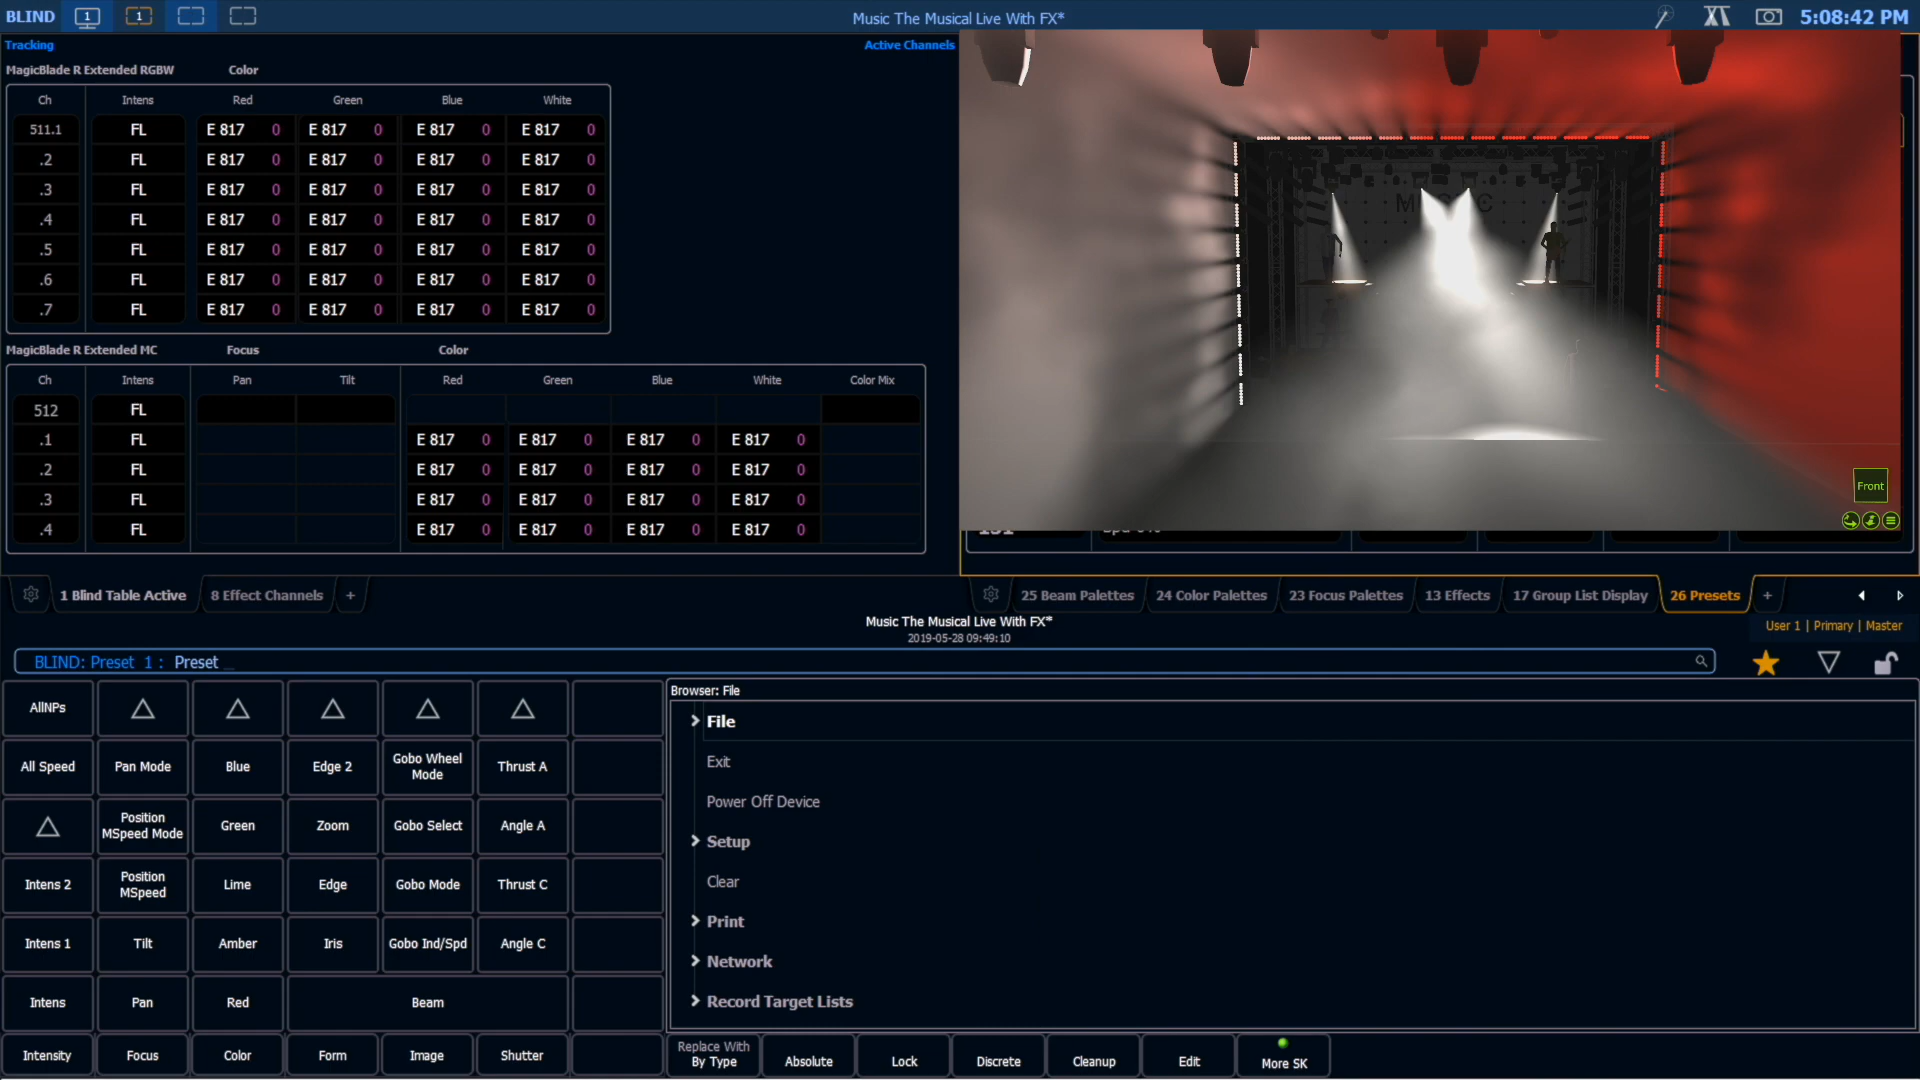 BLIND 1 1 Music The Musical Live With FX* 5:08:42 PM
Tracking Active Channels
MagicBlade R Extended RGBW Color
Ch Intens Red Green Blue White
511.1 FL E 817 0 E 817 0 E 817 0 E 817 0
.2 FL E 817 0 E 817 0 E 817 0 E 817 0
.3 FL E 817 0 E 817 0 E 817 0 E 817 0
.4 FL E 817 0 E 817 0 E 817 0 E 817 0
.5 FL E 817 0 E 817 0 E 817 0 E 817 0
.6 FL E 817 0 E 817 0 E 817 0 E 817 0
.7 FL E 817 0 E 817 0 E 817 0 E 817 0
MagicBlade R Extended MC Focus Color
Ch Intens Pan Tilt Red Green Blue White Color Mix
512 FL
.1 FL E 817 0 E 817 0 E 817 0 E 817 0
.2 FL E 817 0 E 817 0 E 817 0 E 817 0
.3 FL E 817 0 E 817 0 E 817 0 E 817 0
.4 FL E 817 0 E 817 0 E 817 0 E 817 0
Front
1 Blind Table Active 8 Effect Channels +
25 Beam Palettes 24 Color Palettes 23 Focus Palettes 13 Effects 17 Group List Display 26 Presets +
Music The Musical Live With FX*
2019-05-28 09:49:10
User 1 | Primary | Master
BLIND: Preset 1 : Preset _
AllNPs
All Speed Pan Mode Blue Edge 2 Gobo Wheel Mode Thrust A
Position MSpeed Mode Green Zoom Gobo Select Angle A
Intens 2 Position MSpeed Lime Edge Gobo Mode Thrust C
Intens 1 Tilt Amber Iris Gobo Ind/Spd Angle C
Intens Pan Red Beam
Intensity Focus Color Form Image Shutter
Browser: File
File
Exit
Power Off Device
Setup
Clear
Print
Network
Record Target Lists
Replace With
By Type Absolute Lock Discrete Cleanup Edit More SK